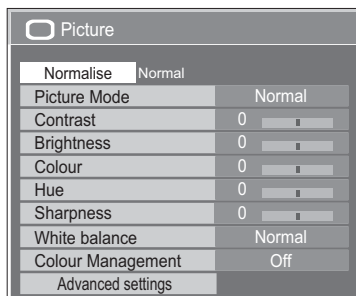 Picture
Normalise Normal
Picture Mode Normal
Contrast 0
Brightness 0
Colour 0
Hue 0
Sharpness 0
White balance Normal
Colour Management Off
Advanced settings